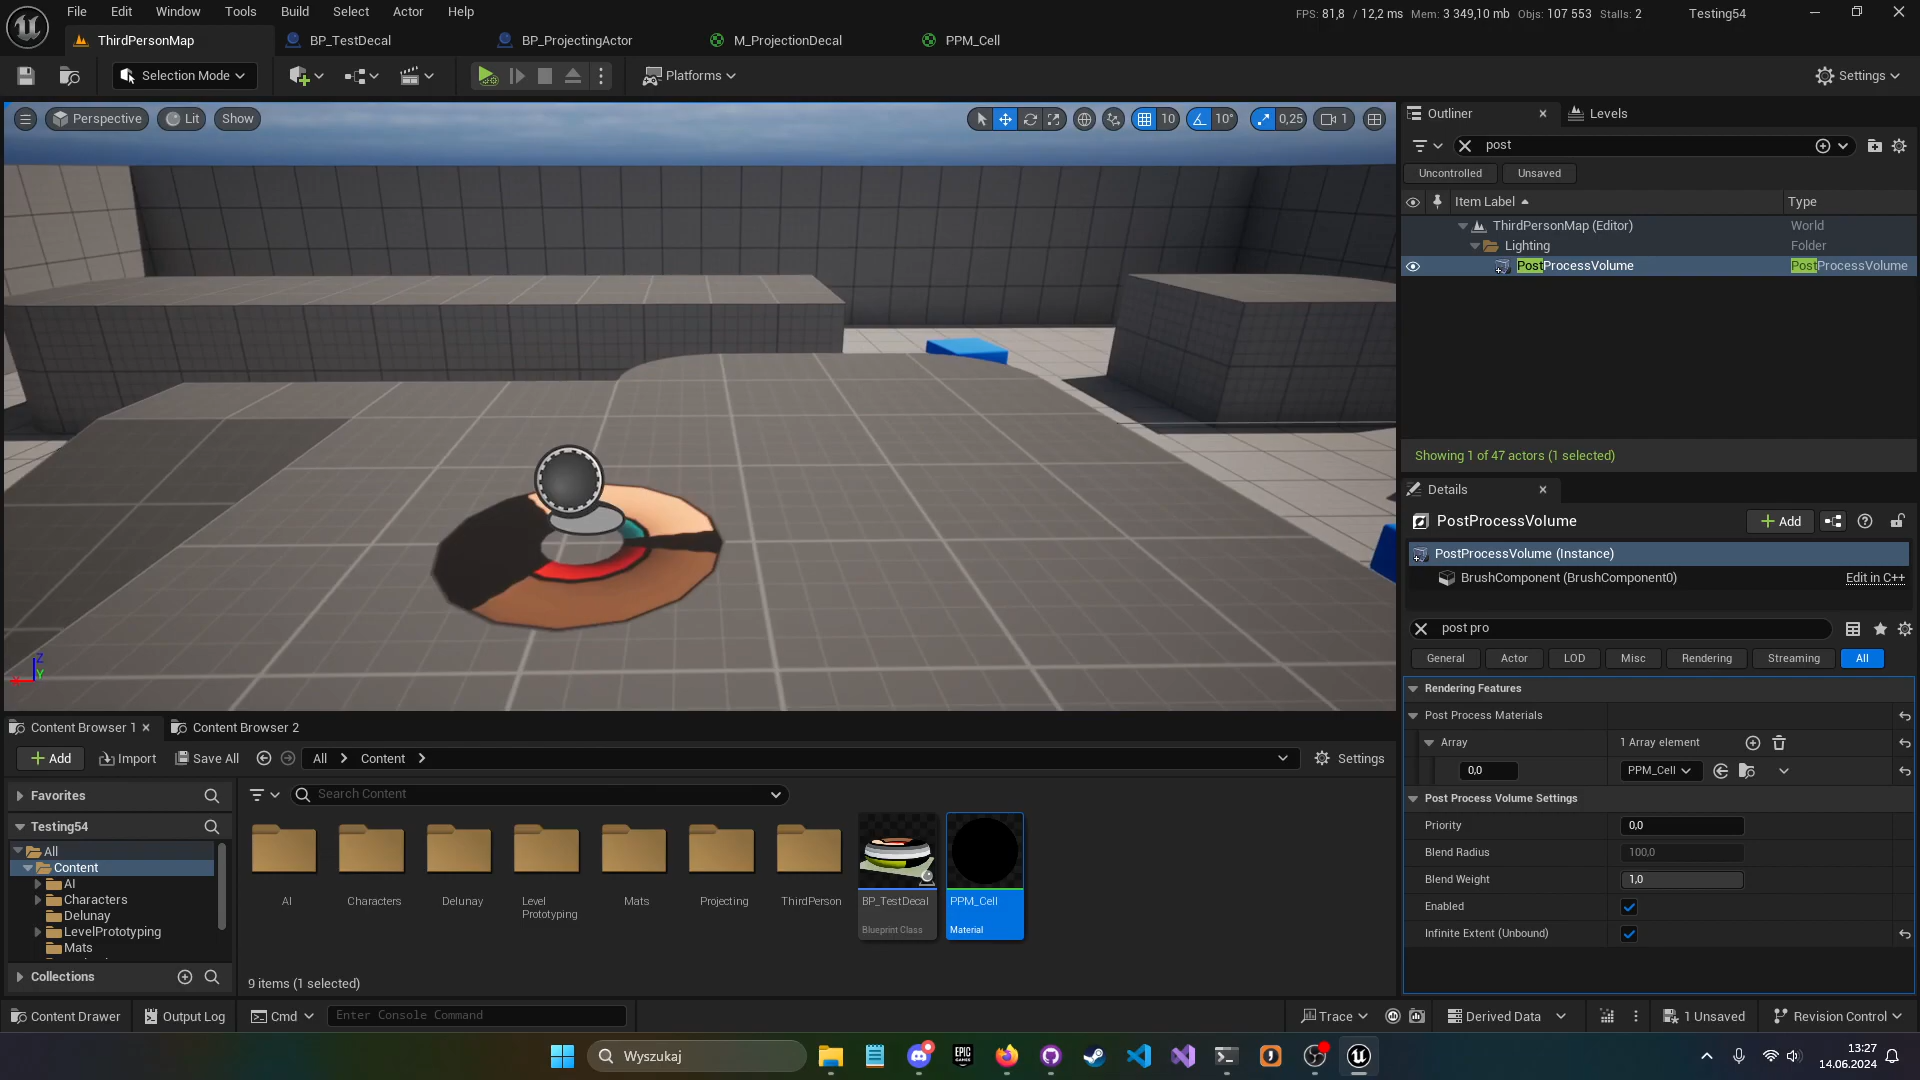 File Edit Window Tools Build Select Actor Help
FPS: 81,8 / 12,2 ms Mem: 3 349,10 mb Objs: 107 553 Stalls: 2 Testing54
ThirdPersonMap BP_TestDecal BP_ProjectingActor M_ProjectionDecal PPM_Cell
Selection Mode Platforms Settings
Perspective Lit Show 10 10° 0,25 1
Outliner Levels
post
Uncontrolled Unsaved
Item Label Type
ThirdPersonMap (Editor) World
Lighting Folder
PostProcessVolume PostProcessVolume
Showing 1 of 47 actors (1 selected)
Details
PostProcessVolume Add
PostProcessVolume (Instance)
BrushComponent (BrushComponent0) Edit in C++
post pro
General Actor LOD Misc Rendering Streaming All
Rendering Features
Post Process Materials
Array 1 Array element
0,0 PPM_Cell
Post Process Volume Settings
Priority 0,0
Blend Radius 100,0
Blend Weight 1,0
Enabled
Infinite Extent (Unbound)
Z
Y
Content Browser 1 Content Browser 2
Add Import Save All All Content Settings
Favorites
Search Content
Testing54
All
Content
AI
Characters
Delunay
LevelPrototyping
Mats
Collections
AI Characters Delunay Level Prototyping Mats Projecting ThirdPerson BP_TestDecal PPM_Cell
Blueprint Class Material
9 items (1 selected)
Content Drawer Output Log Cmd Enter Console Command Trace Derived Data 1 Unsaved Revision Control
Wyszukaj
EPIC GAMES
13:27
14.06.2024